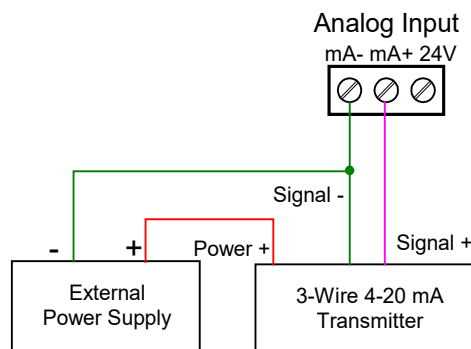 Analog Input
mA- mA+ 24V
Signal -
- + Power + Signal +
External
Power Supply
3-Wire 4-20 mA
Transmitter